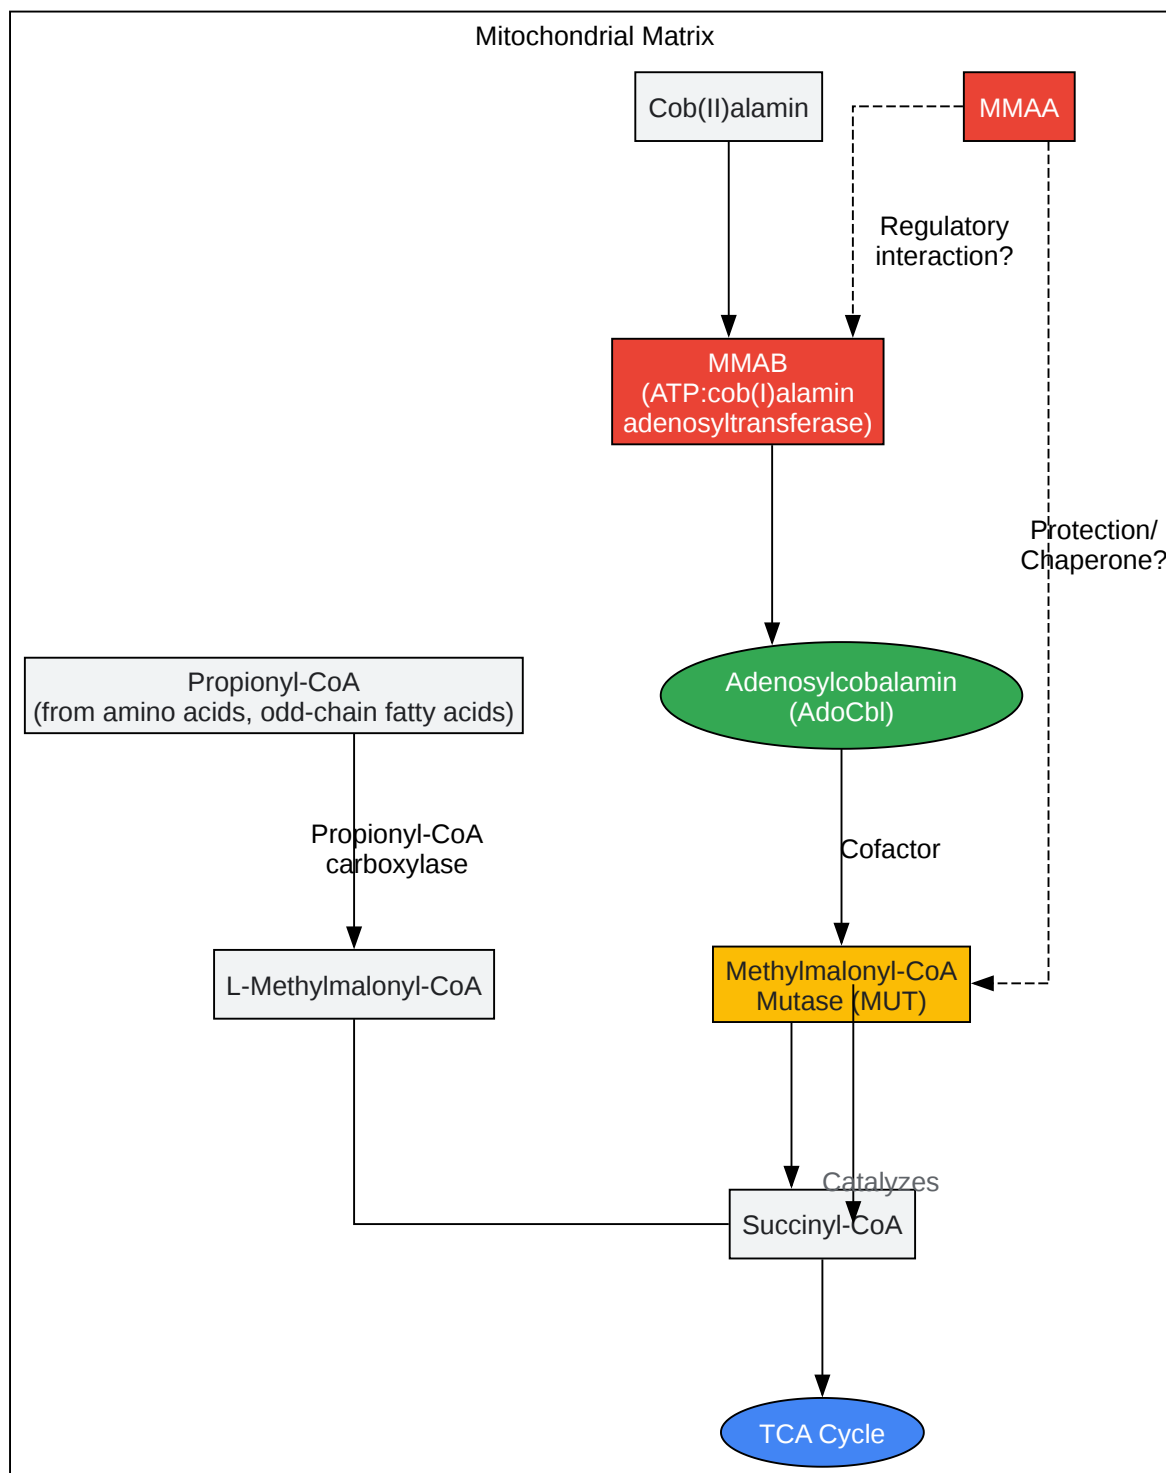 Mitochondrial Matrix
Cob(II)alamin
MMAA
Regulatory
interaction?
MMAB
(ATP:cob(I)alamin
adenosyltransferase)
Protection/
Chaperone?
Propionyl-CoA
(from amino acids, odd-chain fatty acids)
Adenosylcobalamin
(AdoCbl)
Propionyl-CoA
carboxylase
Cofactor
L-Methylmalonyl-CoA
Methylmalonyl-CoA
Mutase (MUT)
Catalyzes
Succinyl-CoA
TCA Cycle